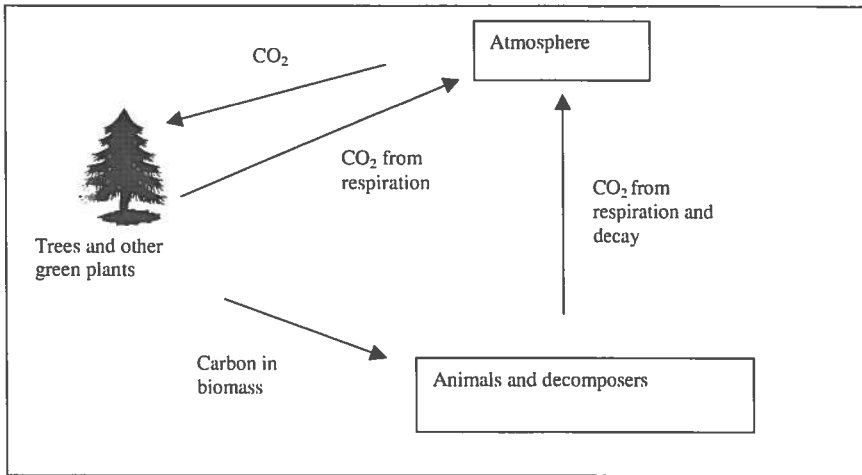 Atmosphere
CO₂
CO₂ from
respiration
CO₂ from
respiration and
decay
Trees and other
green plants
Carbon in
biomass
Animals and decomposers